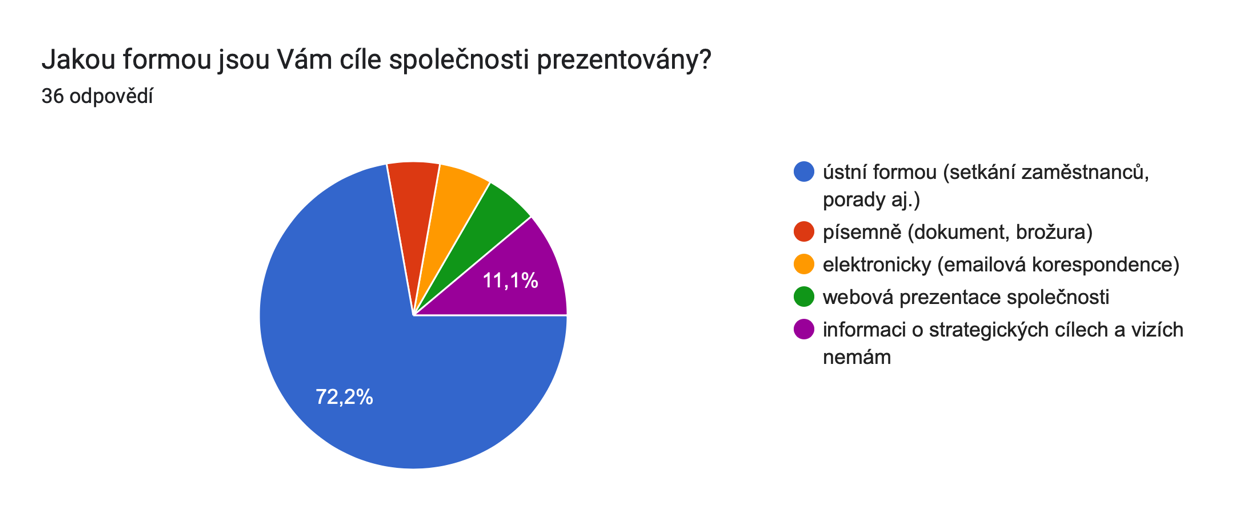 Jakou formou jsou Vám cíle společnosti prezentovány?
36 odpovědí
ústní formou (setkání zaměstnanců,
porady aj.)
písemně (dokument, brožura)
elektronicky (emailová korespondence)
webová prezentace společnosti
informaci o strategických cílech a vizích
nemám
11,1%
72,2%